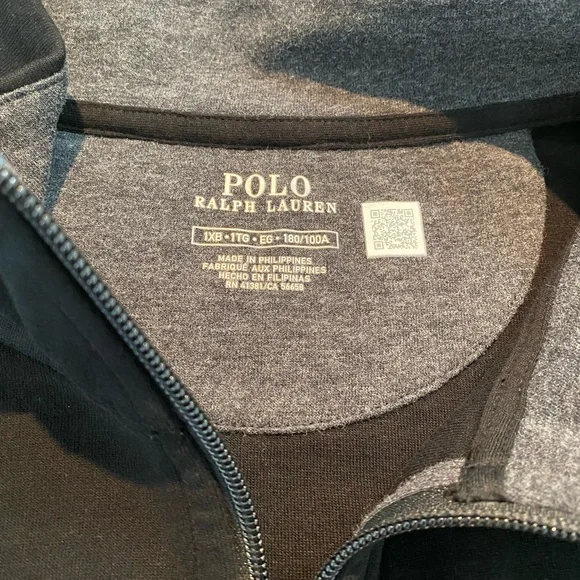 POLO
RALPH LAUREN
1XB • 1TG • EG • 180/100A
MADE IN PHILIPPINES
FABRIQUÉ AUX PHILIPPINES
HECHO EN FILIPINAS
RN 41381/CA 56658